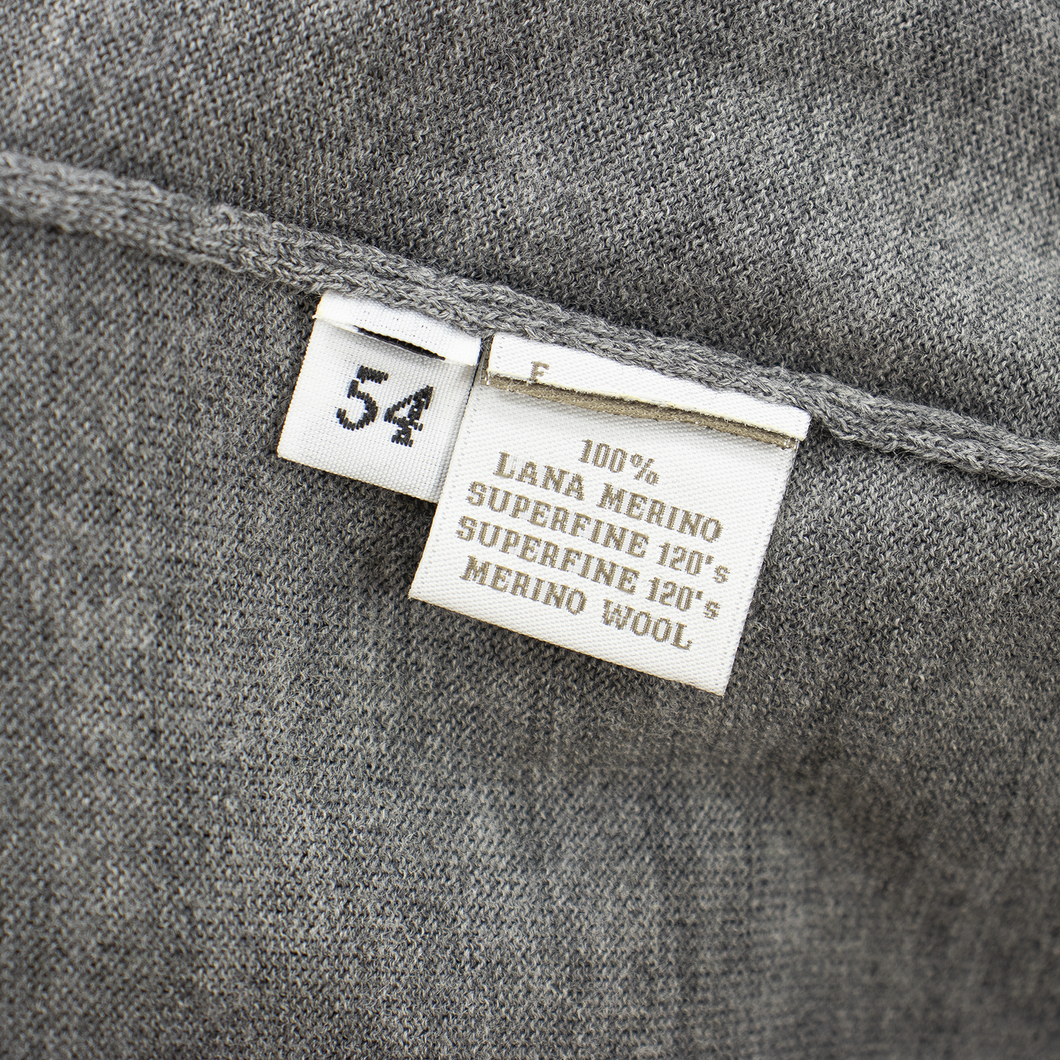 54
F
100%
LANA MERINO
SUPERFINE 120's
SUPERFINE 120's
MERINO WOOL